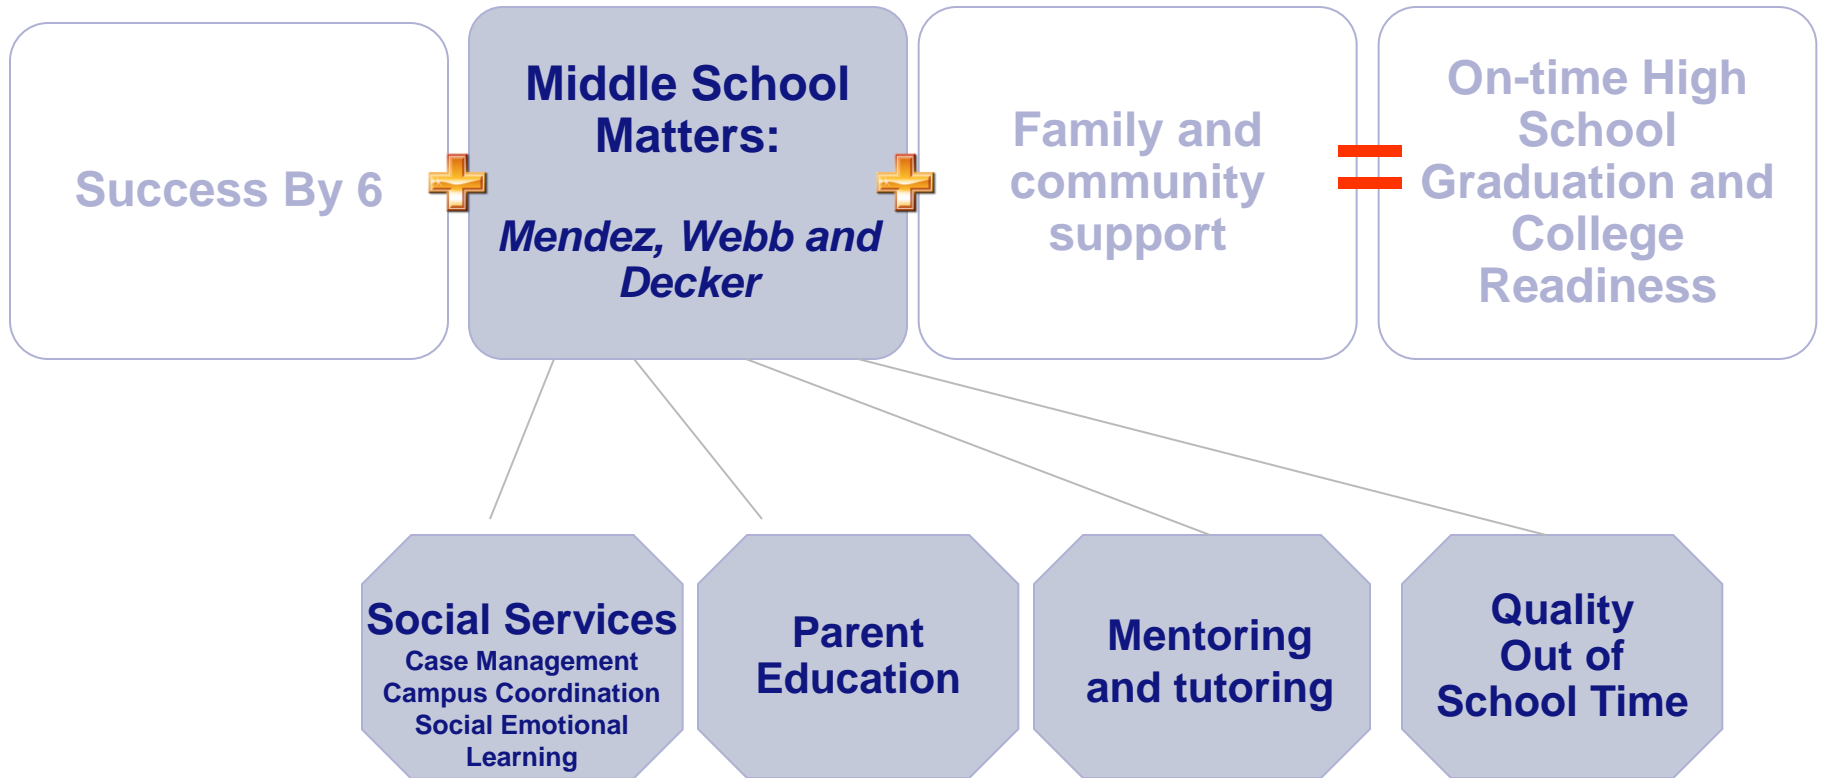 Success By 6
Middle School
Matters:
Mendez, Webb and
Decker
Family and
community
support
On-time High
School
Graduation and
College
Readiness
Social Services
Case Management
Campus Coordination
Social Emotional
Learning
Parent
Education
Mentoring
and tutoring
Quality
Out of
School Time